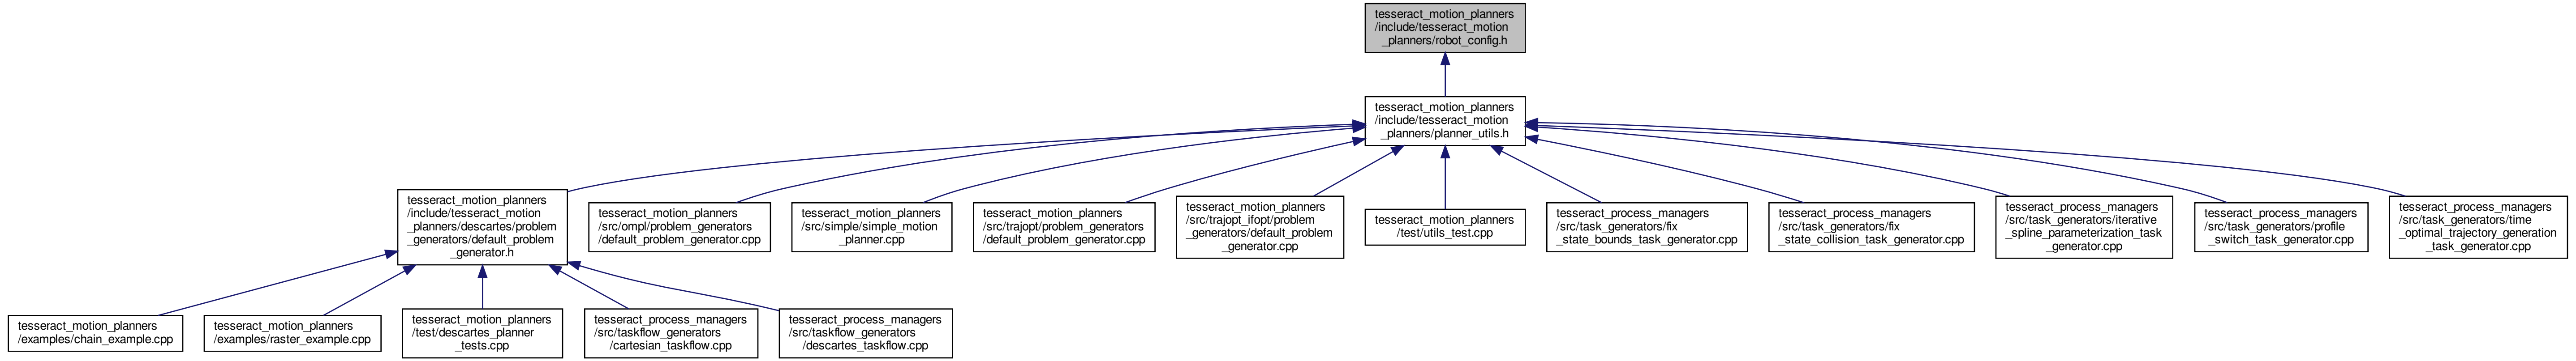 tesseract_motion_planners
/include/tesseract_motion
_planners/robot_config.h
tesseract_motion_planners
/include/tesseract_motion
_planners/planner_utils.h
tesseract_motion_planners
/include/tesseract_motion
_planners/descartes/problem
_generators/default_problem
_generator.h
tesseract_motion_planners
/src/ompl/problem_generators
/default_problem_generator.cpp
tesseract_motion_planners
/src/simple/simple_motion
_planner.cpp
tesseract_motion_planners
/src/trajopt/problem_generators
/default_problem_generator.cpp
tesseract_motion_planners
/src/trajopt_ifopt/problem
_generators/default_problem
_generator.cpp
tesseract_motion_planners
/test/utils_test.cpp
tesseract_process_managers
/src/task_generators/fix
_state_bounds_task_generator.cpp
tesseract_process_managers
/src/task_generators/fix
_state_collision_task_generator.cpp
tesseract_process_managers
/src/task_generators/iterative
_spline_parameterization_task
_generator.cpp
tesseract_process_managers
/src/task_generators/profile
_switch_task_generator.cpp
tesseract_process_managers
/src/task_generators/time
_optimal_trajectory_generation
_task_generator.cpp
tesseract_motion_planners
/examples/chain_example.cpp
tesseract_motion_planners
/examples/raster_example.cpp
tesseract_motion_planners
/test/descartes_planner
_tests.cpp
tesseract_process_managers
/src/taskflow_generators
/cartesian_taskflow.cpp
tesseract_process_managers
/src/taskflow_generators
/descartes_taskflow.cpp